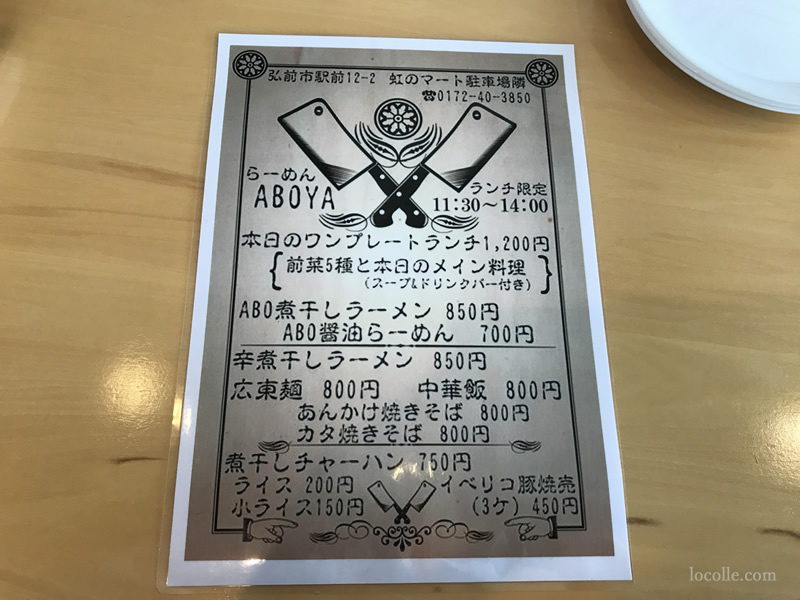 弘前市駅前12-2 虹のマート駐車場隣
☎0172-40-3850
らーめん
ABOYA
ランチ限定
11:30〜14:00
本日のワンプレートランチ1,200円
{前菜5種と本日のメイン料理
(スープ&ドリンクバー付き)}
ABO煮干しラーメン 850円
ABO醤油らーめん 700円
辛煮干しラーメン 850円
広東麺 800円 中華飯 800円
あんかけ焼きそば 800円
カタ焼きそば 800円
煮干しチャーハン 750円
ライス 200円
小ライス150円
イベリコ豚焼売
(3ケ) 450円
locolle.com